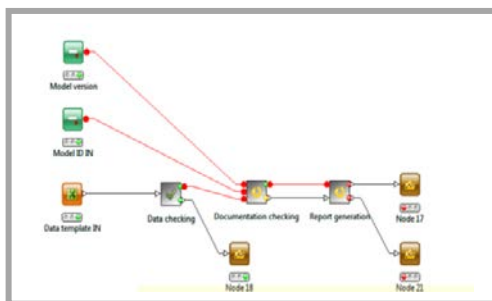 Model version
Model ID IN
Data template IN
Data checking
Documentation checking
Report generation
Node 17
Node 18
Node 21